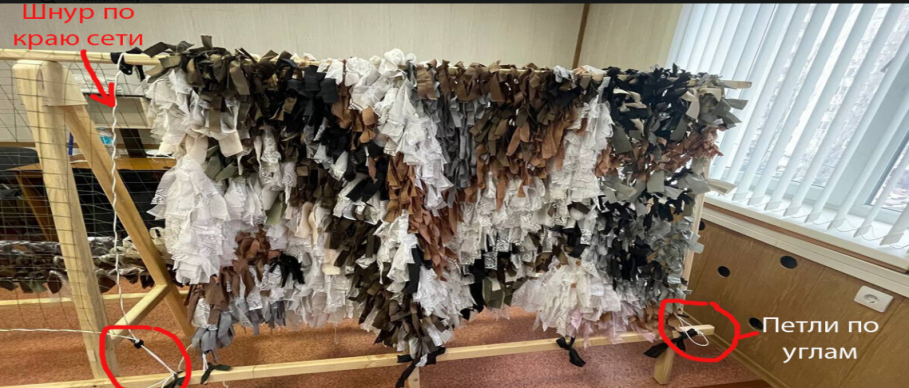 Шнур по
краю сети
Петли по
углам